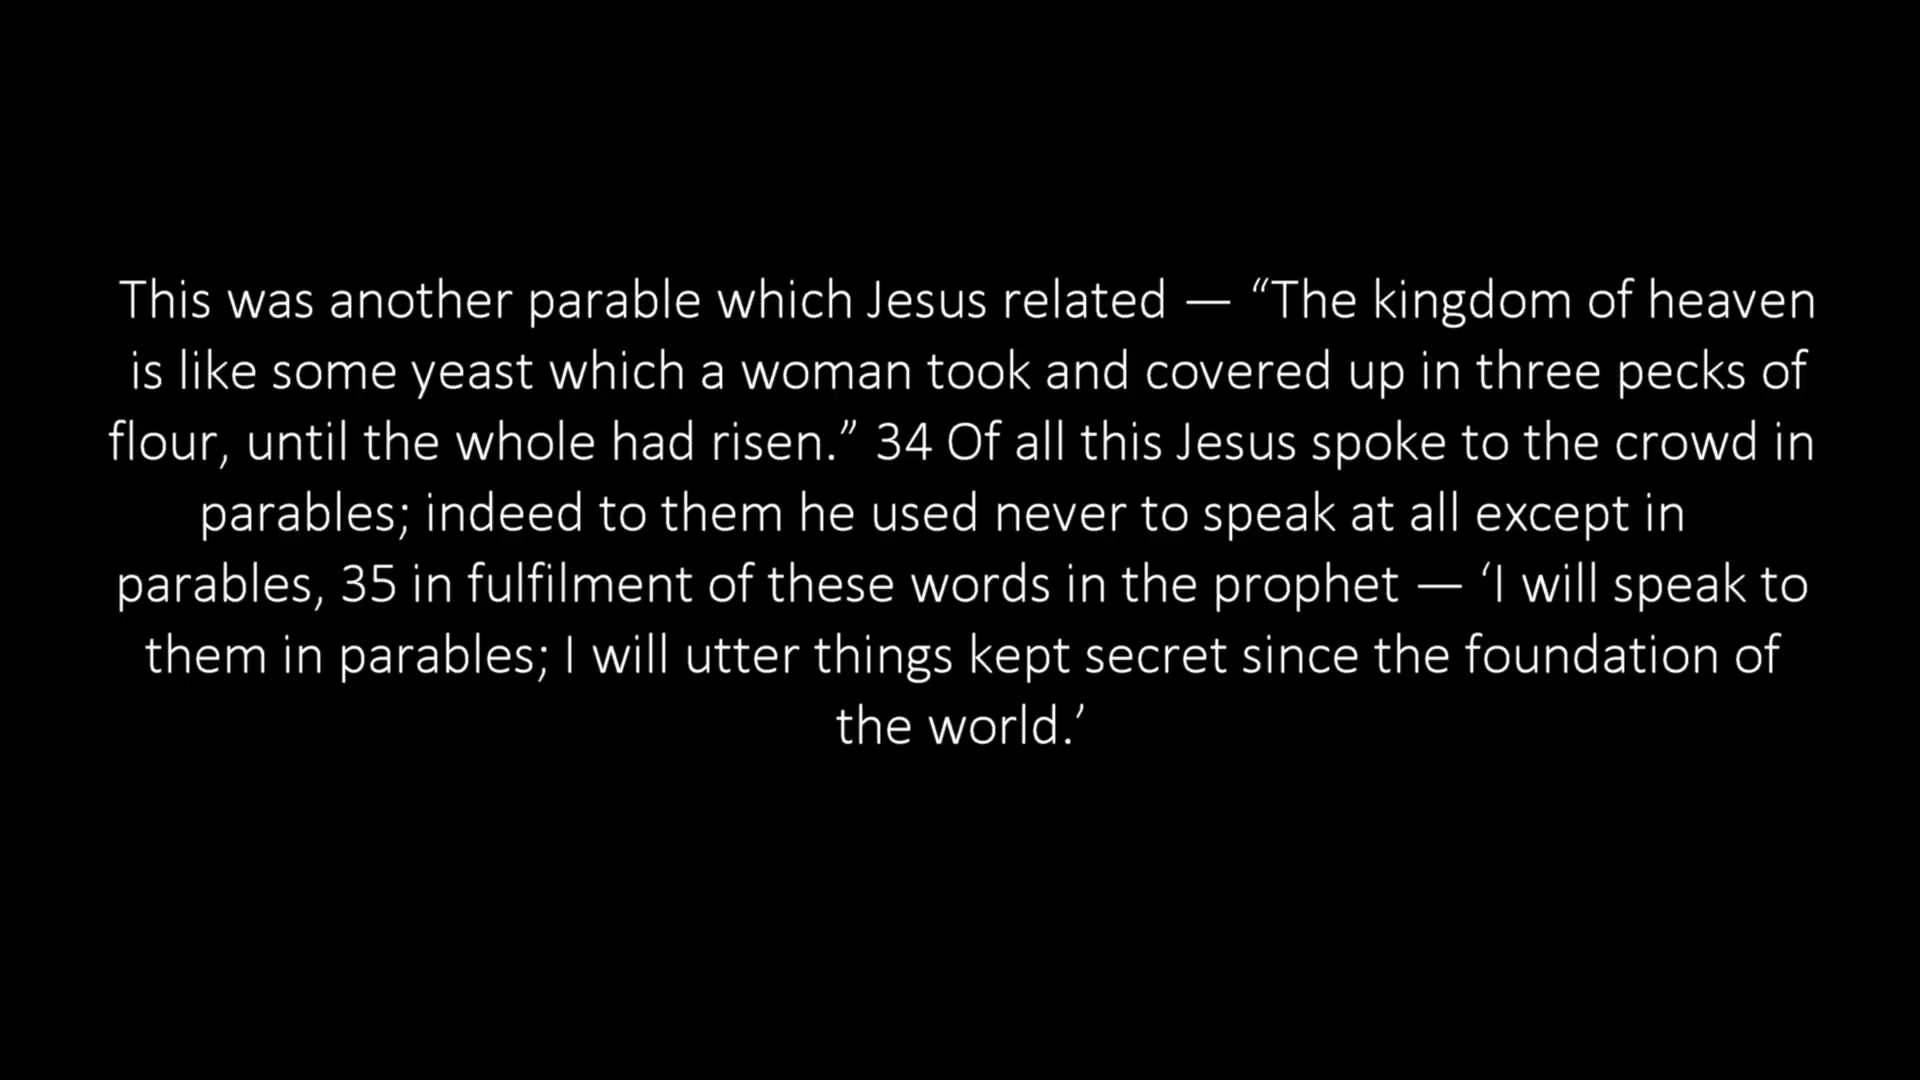 This was another parable which Jesus related — “The kingdom of heaven
is like some yeast which a woman took and covered up in three pecks of
flour, until the whole had risen.” 34 Of all this Jesus spoke to the crowd in
parables; indeed to them he used never to speak at all except in
parables, 35 in fulfilment of these words in the prophet — ‘I will speak to
them in parables; I will utter things kept secret since the foundation of
the world.’